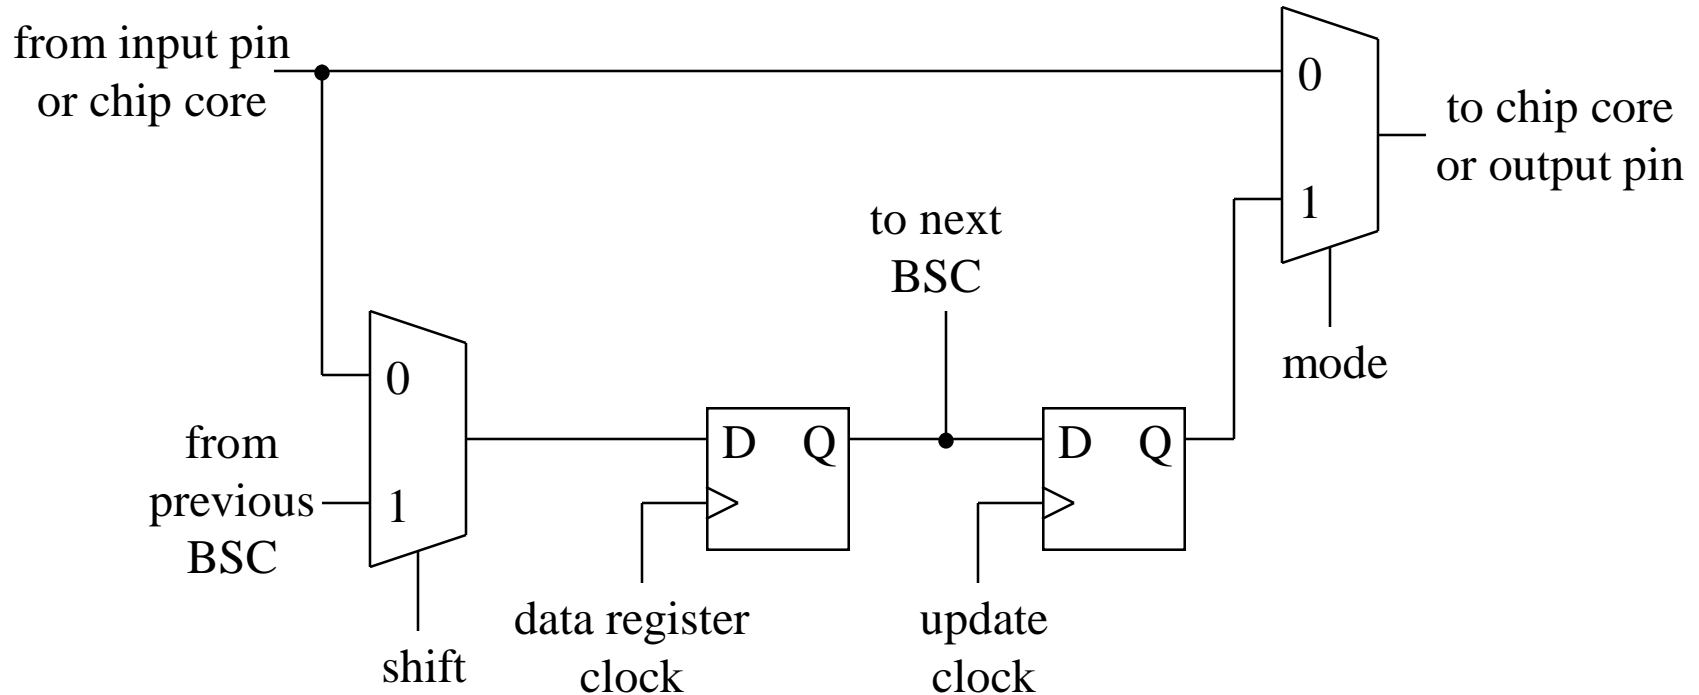 from input pin
or chip core
0
to chip core
or output pin
1
to next
BSC
mode
0
from
previous
BSC
1
D Q
D Q
shift
data register
clock
update
clock